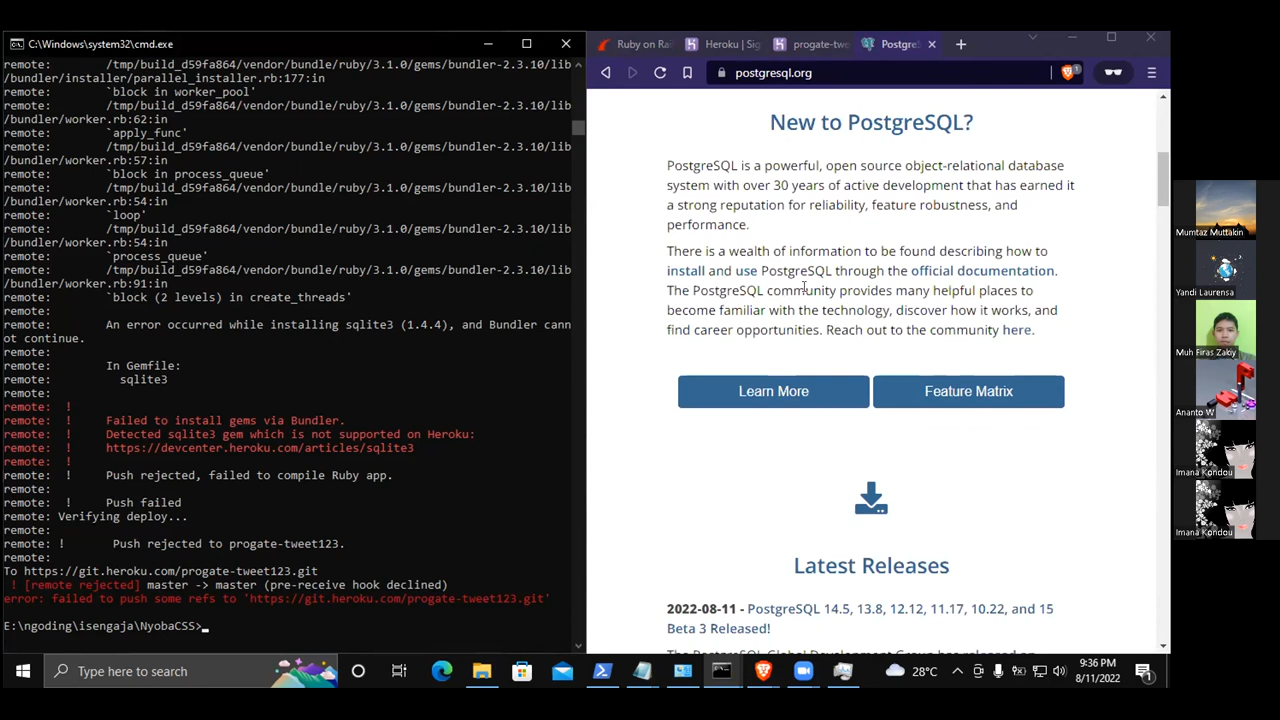 C:\Windows\system32\cmd.exe
remote:       /tmp/build_d59fa864/vendor/bundle/ruby/3.1.0/gems/bundler-2.3.10/lib
/bundler/installer/parallel_installer.rb:177:in
remote:       `block in worker_pool'
remote:       /tmp/build_d59fa864/vendor/bundle/ruby/3.1.0/gems/bundler-2.3.10/lib
/bundler/worker.rb:62:in
remote:       `apply_func'
remote:       /tmp/build_d59fa864/vendor/bundle/ruby/3.1.0/gems/bundler-2.3.10/lib
/bundler/worker.rb:57:in
remote:       `block in process_queue'
remote:       /tmp/build_d59fa864/vendor/bundle/ruby/3.1.0/gems/bundler-2.3.10/lib
/bundler/worker.rb:54:in
remote:       `loop'
remote:       /tmp/build_d59fa864/vendor/bundle/ruby/3.1.0/gems/bundler-2.3.10/lib
/bundler/worker.rb:54:in
remote:       `process_queue'
remote:       /tmp/build_d59fa864/vendor/bundle/ruby/3.1.0/gems/bundler-2.3.10/lib
/bundler/worker.rb:91:in
remote:       `block (2 levels) in create_threads'
remote:
remote:       An error occurred while installing sqlite3 (1.4.4), and Bundler cann
ot continue.
remote:
remote:       In Gemfile:
remote:         sqlite3
remote:
remote:  !
remote:  !    Failed to install gems via Bundler.
remote:  !    Detected sqlite3 gem which is not supported on Heroku:
remote:  !    https://devcenter.heroku.com/articles/sqlite3
remote:  !
remote:  !    Push rejected, failed to compile Ruby app.
remote:
remote:  !    Push failed
remote: Verifying deploy...
remote:
remote: !       Push rejected to progate-tweet123.
remote:
To https://git.heroku.com/progate-tweet123.git
 ! [remote rejected] master -> master (pre-receive hook declined)
error: failed to push some refs to 'https://git.heroku.com/progate-tweet123.git'
E:\ngoding\isengaja\NyobaCSS>
Type here to search
Ruby on Rai
Heroku | Sig
progate-twe
Postgre
postgresql.org
New to PostgreSQL?
PostgreSQL is a powerful, open source object-relational database
system with over 30 years of active development that has earned it
a strong reputation for reliability, feature robustness, and
performance.
There is a wealth of information to be found describing how to
install and use PostgreSQL through the official documentation.
The PostgreSQL community provides many helpful places to
become familiar with the technology, discover how it works, and
find career opportunities. Reach out to the community here.
Learn More
Feature Matrix
Latest Releases
2022-08-11 - PostgreSQL 14.5, 13.8, 12.12, 11.17, 10.22, and 15
Beta 3 Released!
28°C
9:36 PM
8/11/2022
1
Mumtaz Muttakin
Yandi Laurensa
Muh Firas Zakiy
Ananto W
Imana Kondou
Imana Kondou